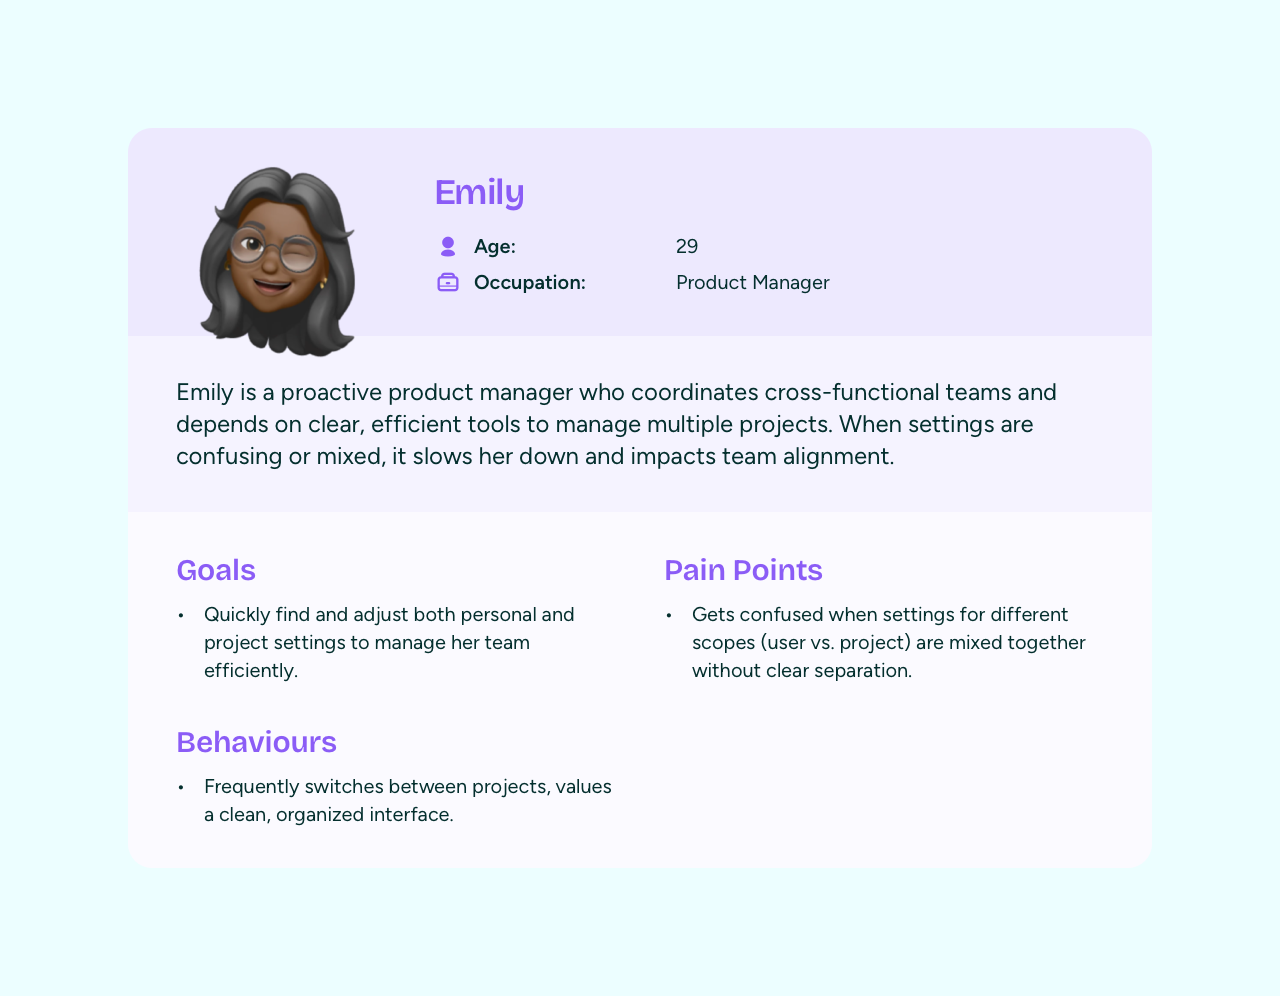 Emily
Age: 29
Occupation: Product Manager
Emily is a proactive product manager who coordinates cross-functional teams and
depends on clear, efficient tools to manage multiple projects. When settings are
confusing or mixed, it slows her down and impacts team alignment.
Goals
• Quickly find and adjust both personal and
project settings to manage her team
efficiently.
Pain Points
• Gets confused when settings for different
scopes (user vs. project) are mixed together
without clear separation.
Behaviours
• Frequently switches between projects, values
a clean, organized interface.